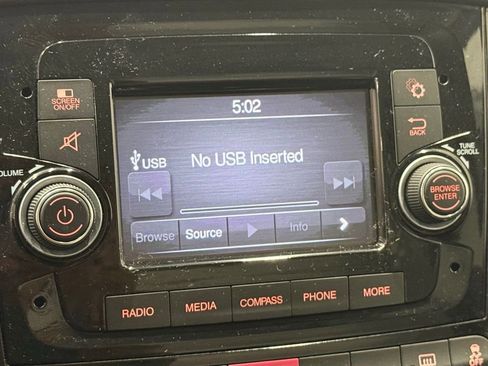 SCREEN
ON/OFF
5:02
BACK
VOLUME
TUNE
SCROLL
USB
No USB Inserted
BROWSE
ENTER
Browse
Source
Info
RADIO
MEDIA
COMPASS
PHONE
MORE
OFF